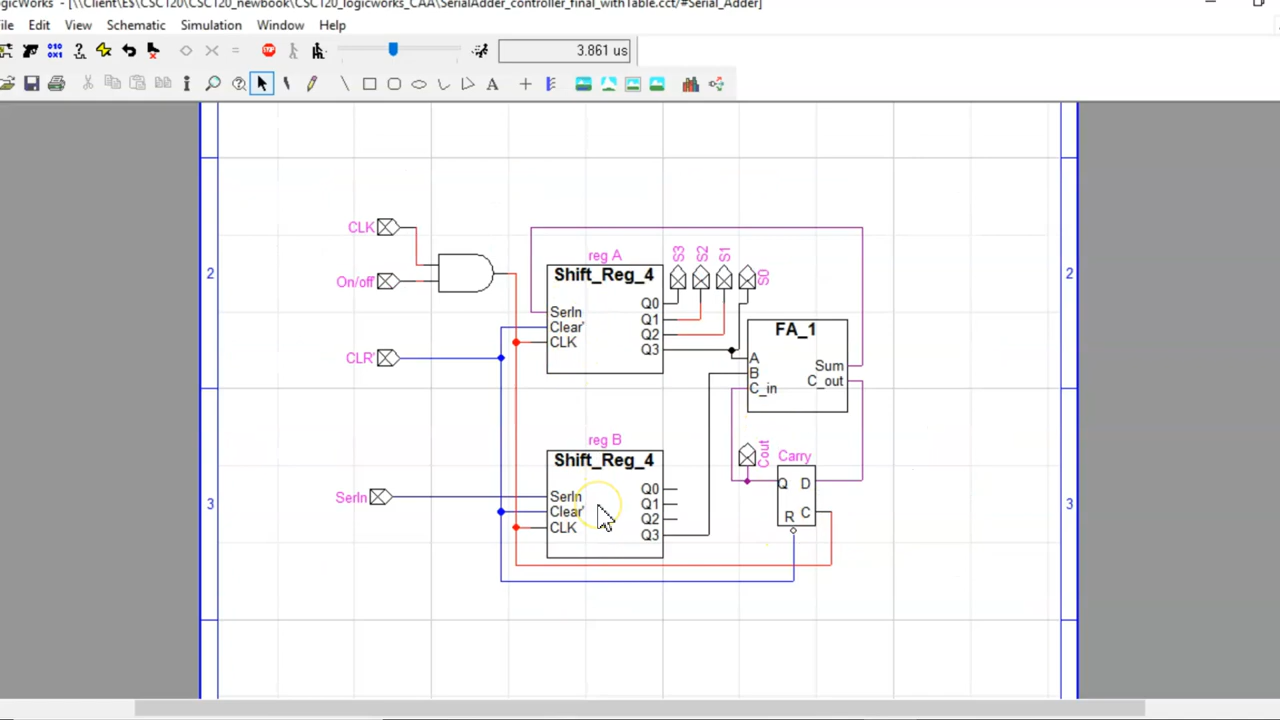 ogicWorks - [\\Client\E$\CSC120_newbook\CSC120_logicworks_CAA\SerialAdder_controller_final_withTable.cct/#Serial_Adder]
ile Edit View Schematic Simulation Window Help
3.861 us
CLK
On/off
CLR'
SerIn
2
3
reg A
Shift_Reg_4
SerIn
Clear'
CLK
Q0
Q1
Q2
Q3
S3
S2
S1
S0
FA_1
A
B
C_in
Sum
C_out
reg B
Shift_Reg_4
SerIn
Clear'
CLK
Q0
Q1
Q2
Q3
Cout
Carry
Q D
R C
2
3